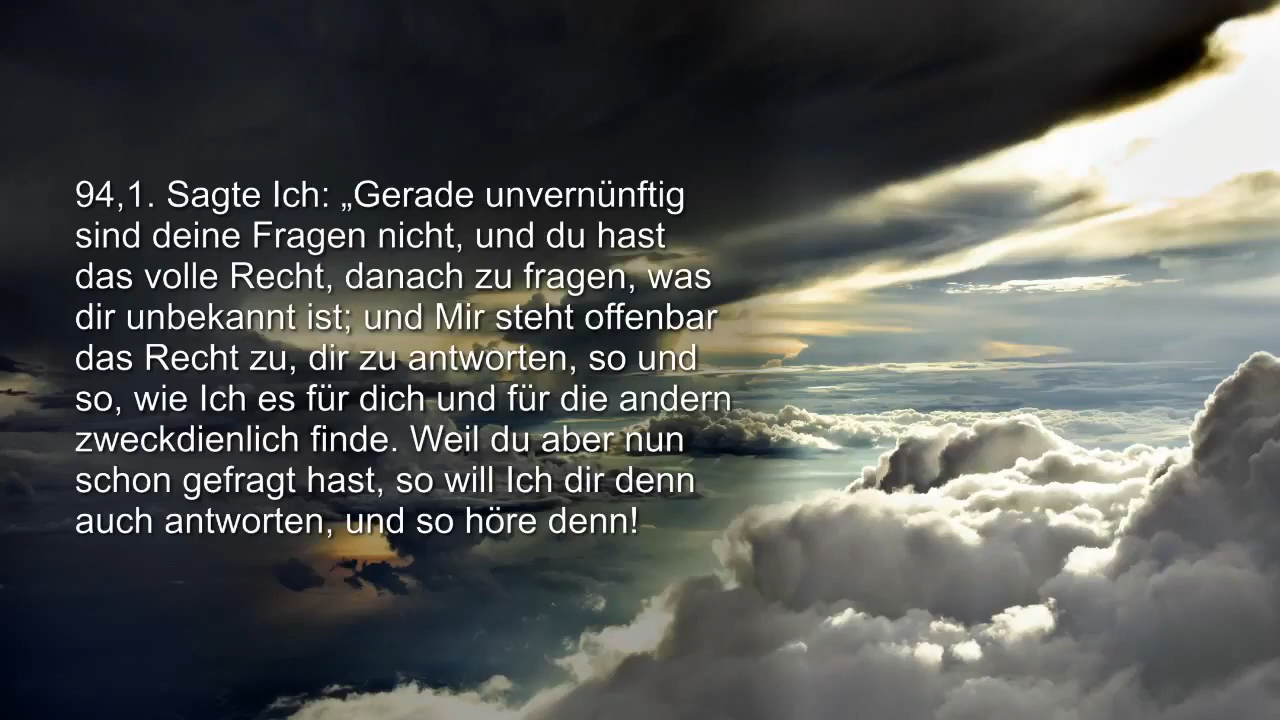 94,1. Sagte Ich: „Gerade unvernünftig
sind deine Fragen nicht, und du hast
das volle Recht, danach zu fragen, was
dir unbekannt ist; und Mir steht offenbar
das Recht zu, dir zu antworten, so und
so, wie Ich es für dich und für die andern
zweckdienlich finde. Weil du aber nun
schon gefragt hast, so will Ich dir denn
auch antworten, und so höre denn!